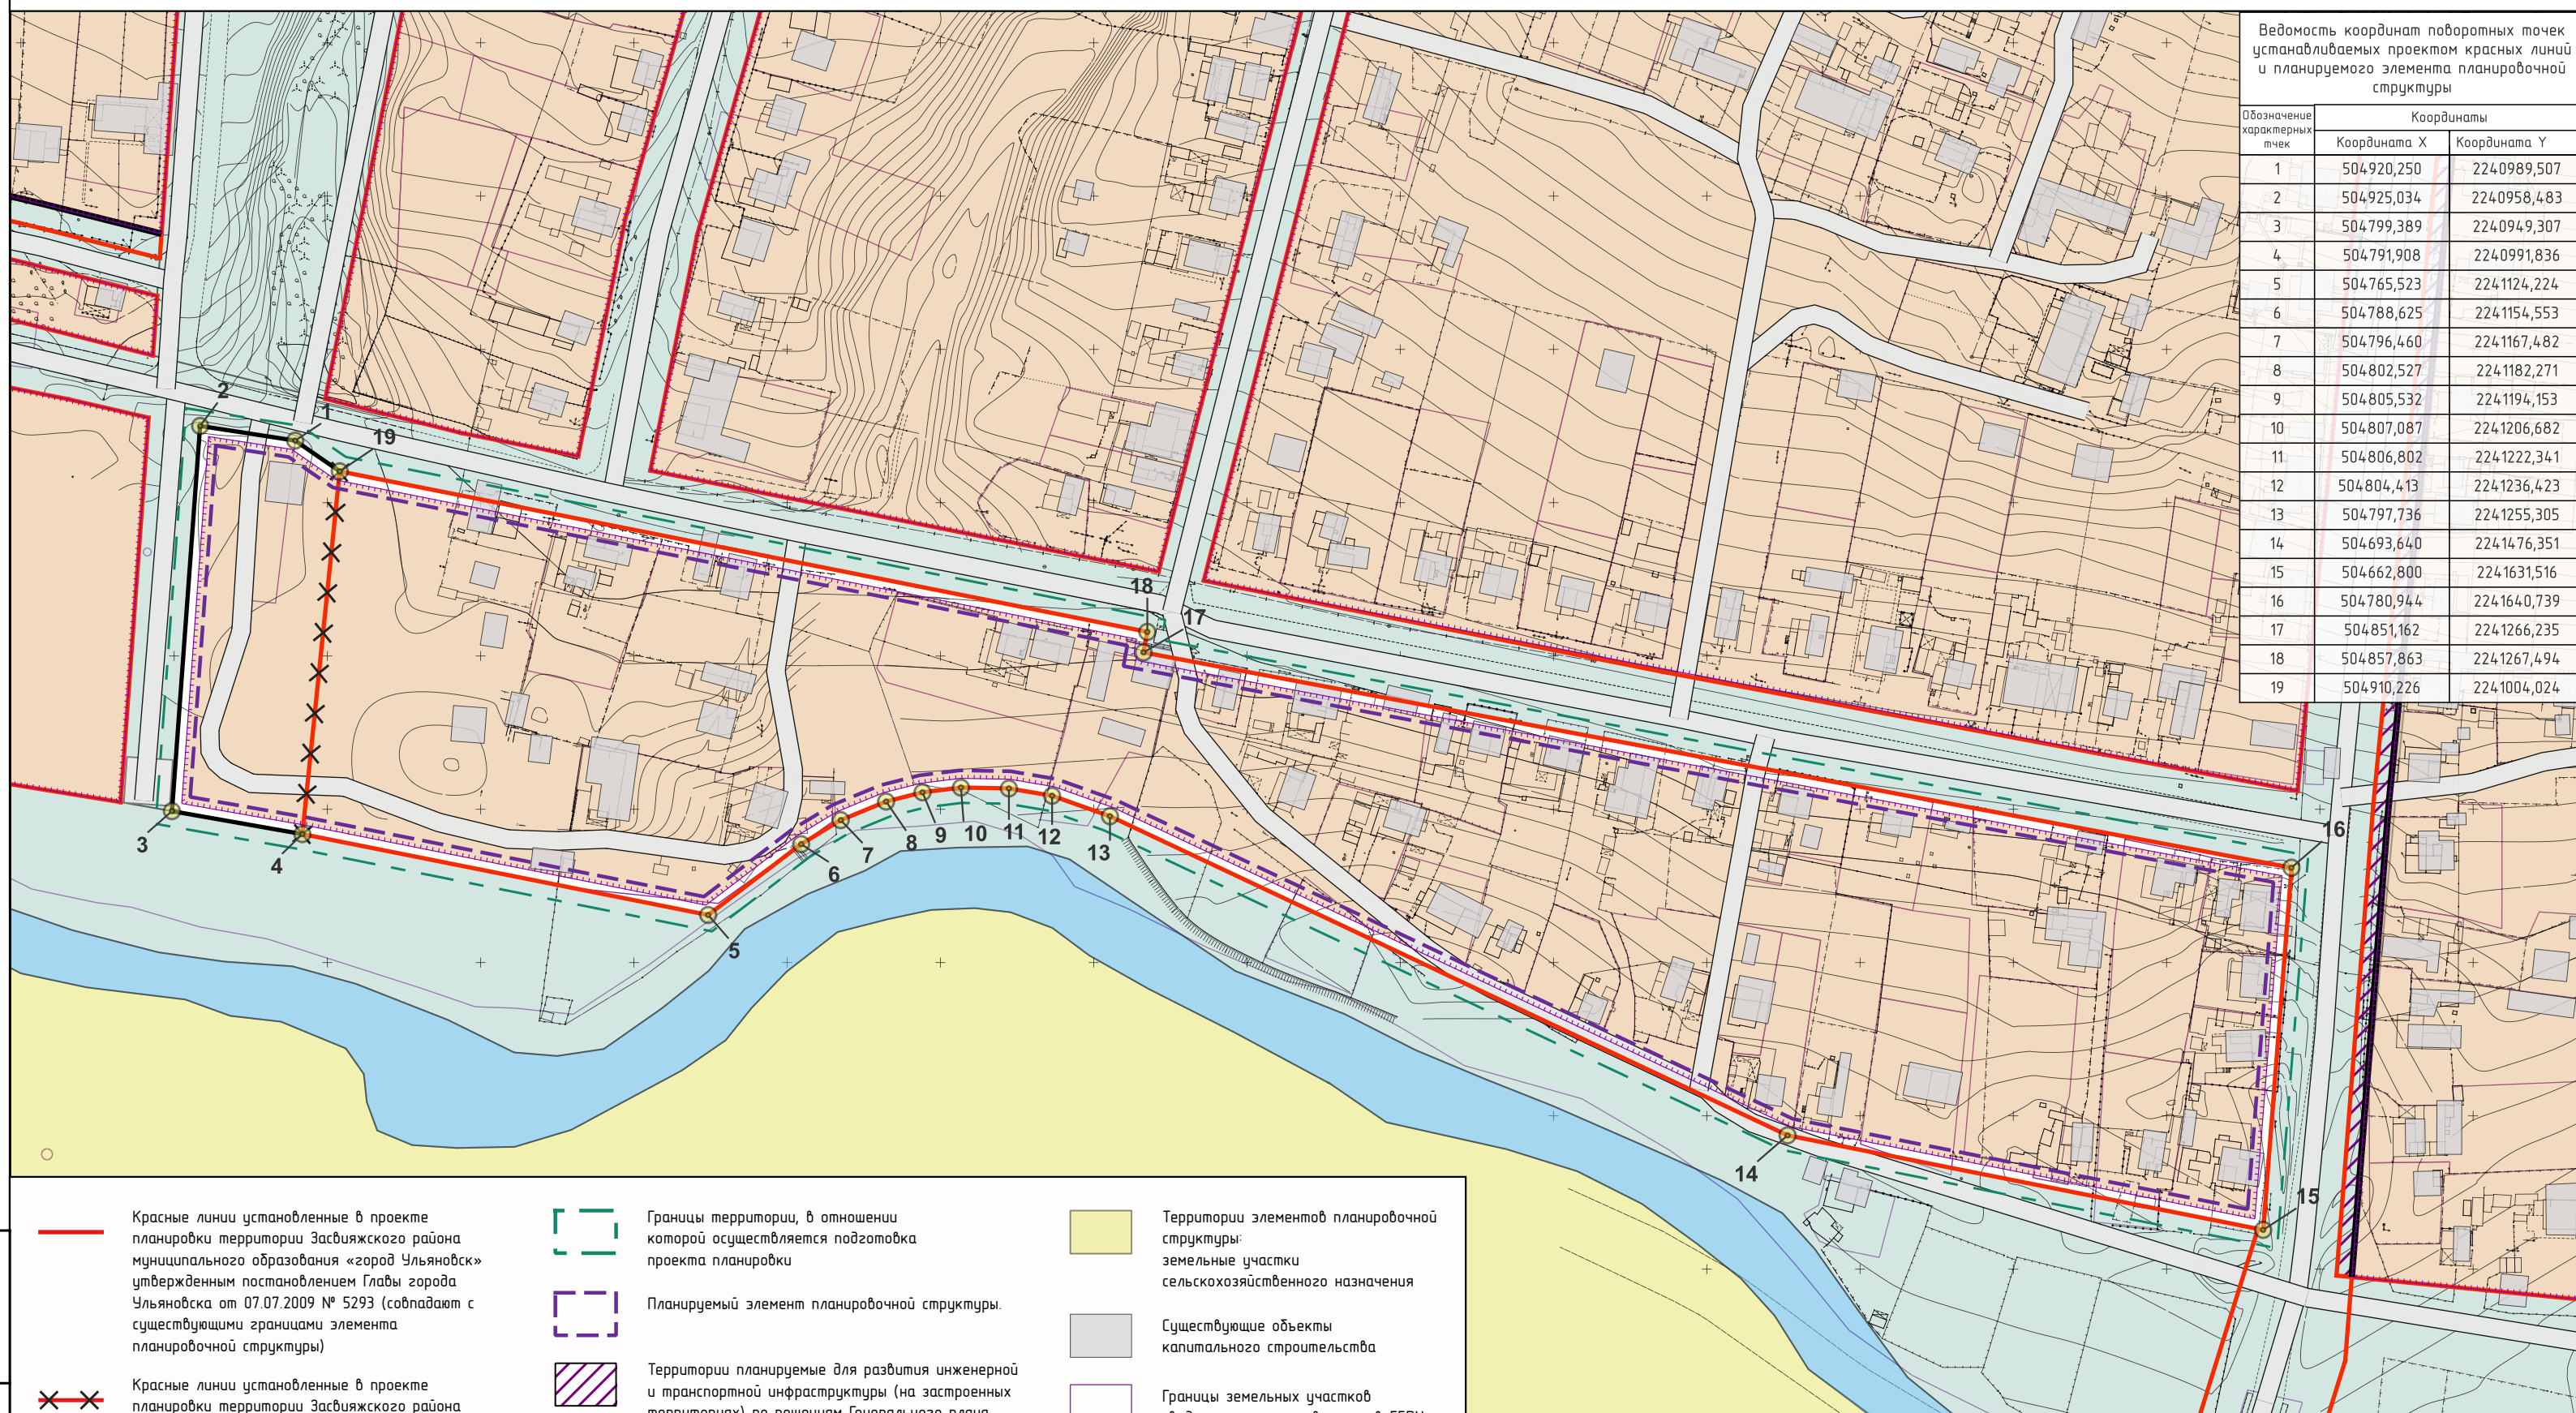 Ведомость координат поворотных точек
устанавливаемых проектом красных линий
и планируемого элемента планировочной
структуры
Обозначение
характерных
тчек
Координаты
Координата X Координата Y
1 504920,250 2240989,507
2 504925,034 2240958,483
3 504799,389 2240949,307
4 504791,908 2240991,836
5 504765,523 2241124,224
6 504788,625 2241154,553
7 504796,460 2241167,482
8 504802,527 2241182,271
9 504805,532 2241194,153
10 504807,087 2241206,682
11 504806,802 2241222,341
12 504804,413 2241236,423
13 504797,736 2241255,305
14 504693,640 2241476,351
15 504662,800 2241631,516
16 504780,944 2241640,739
17 504851,162 2241266,235
18 504857,863 2241267,494
19 504910,226 2241004,024
2
1
19
18
17
16
3
4
5
6
7
8
9
10
11
12
13
14
15
Красные линии установленные в проекте
планировки территории Засвияжского района
муниципального образования «город Ульяновск»
утвержденным постановлением Главы города
Ульяновска от 07.07.2009 № 5293 (совпадают с
существующими границами элемента
планировочной структуры)
Красные линии установленные в проекте
планировки территории Засвияжского района
Границы территории, в отношении
которой осуществляется подготовка
проекта планировки
Планируемый элемент планировочной структуры.
Территории планируемые для развития инженерной
и транспортной инфраструктуры (на застроенных
территориях) по решениям Генерального плана
Территории элементов планировочной
структуры:
земельные участки
сельскохозяйственного назначения
Существующие объекты
капитального строительства
Границы земельных участков